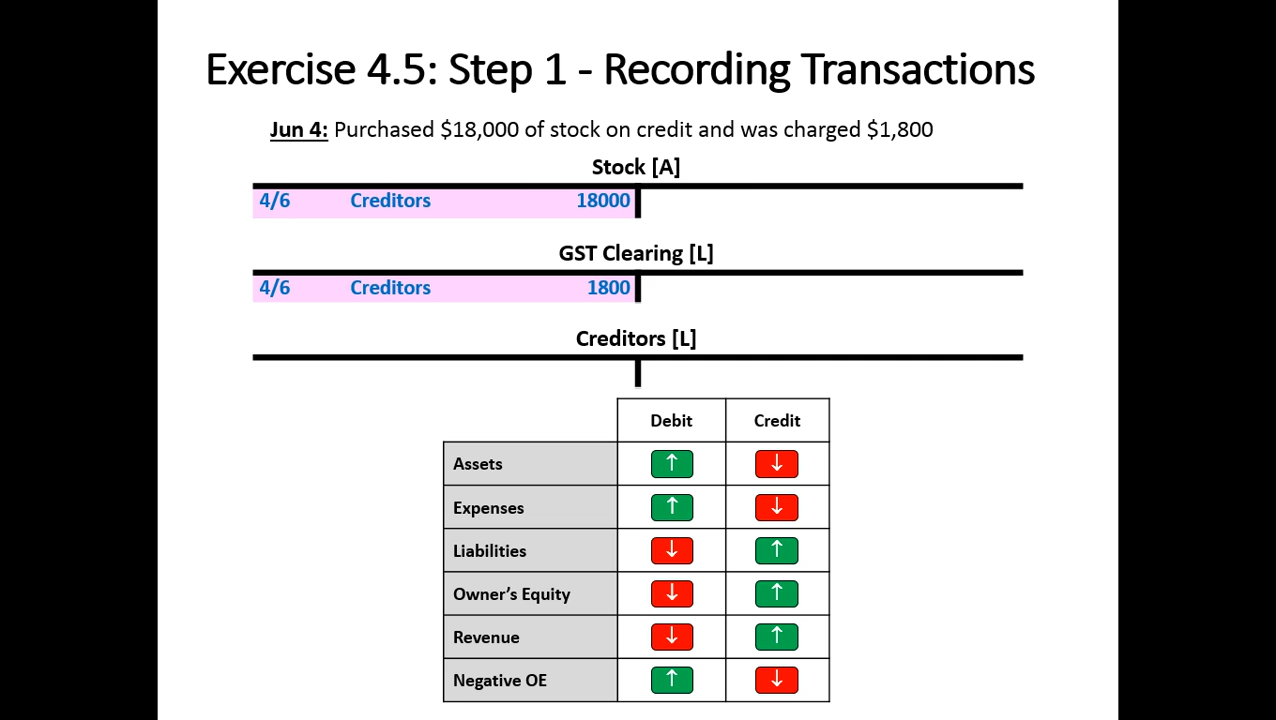 Exercise 4.5: Step 1 - Recording Transactions
Jun 4: Purchased $18,000 of stock on credit and was charged $1,800
Stock [A]
4/6 Creditors 18000
GST Clearing [L]
4/6 Creditors 1800
Creditors [L]
Debit Credit
Assets ↑ ↓
Expenses ↑ ↓
Liabilities ↓ ↑
Owner's Equity ↓ ↑
Revenue ↓ ↑
Negative OE ↑ ↓